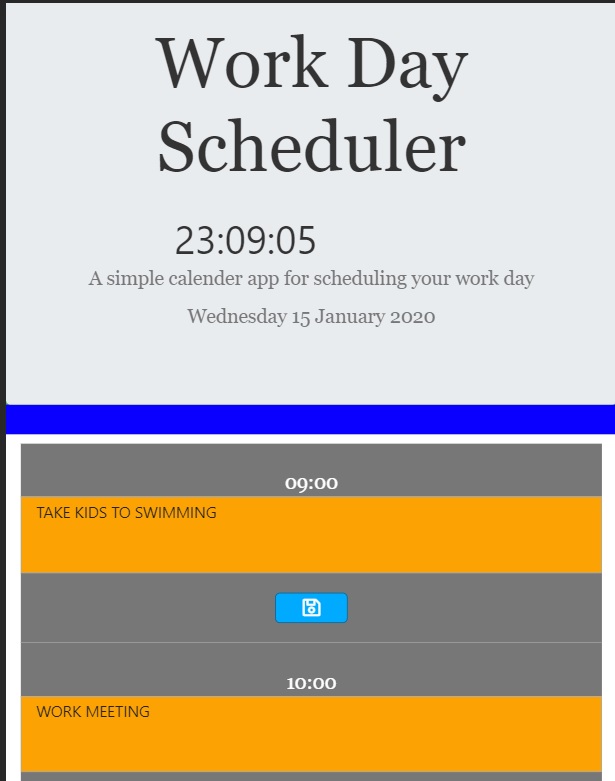 Work Day
Scheduler
23:09:05
A simple calender app for scheduling your work day
Wednesday 15 January 2020
09:00
TAKE KIDS TO SWIMMING
10:00
WORK MEETING